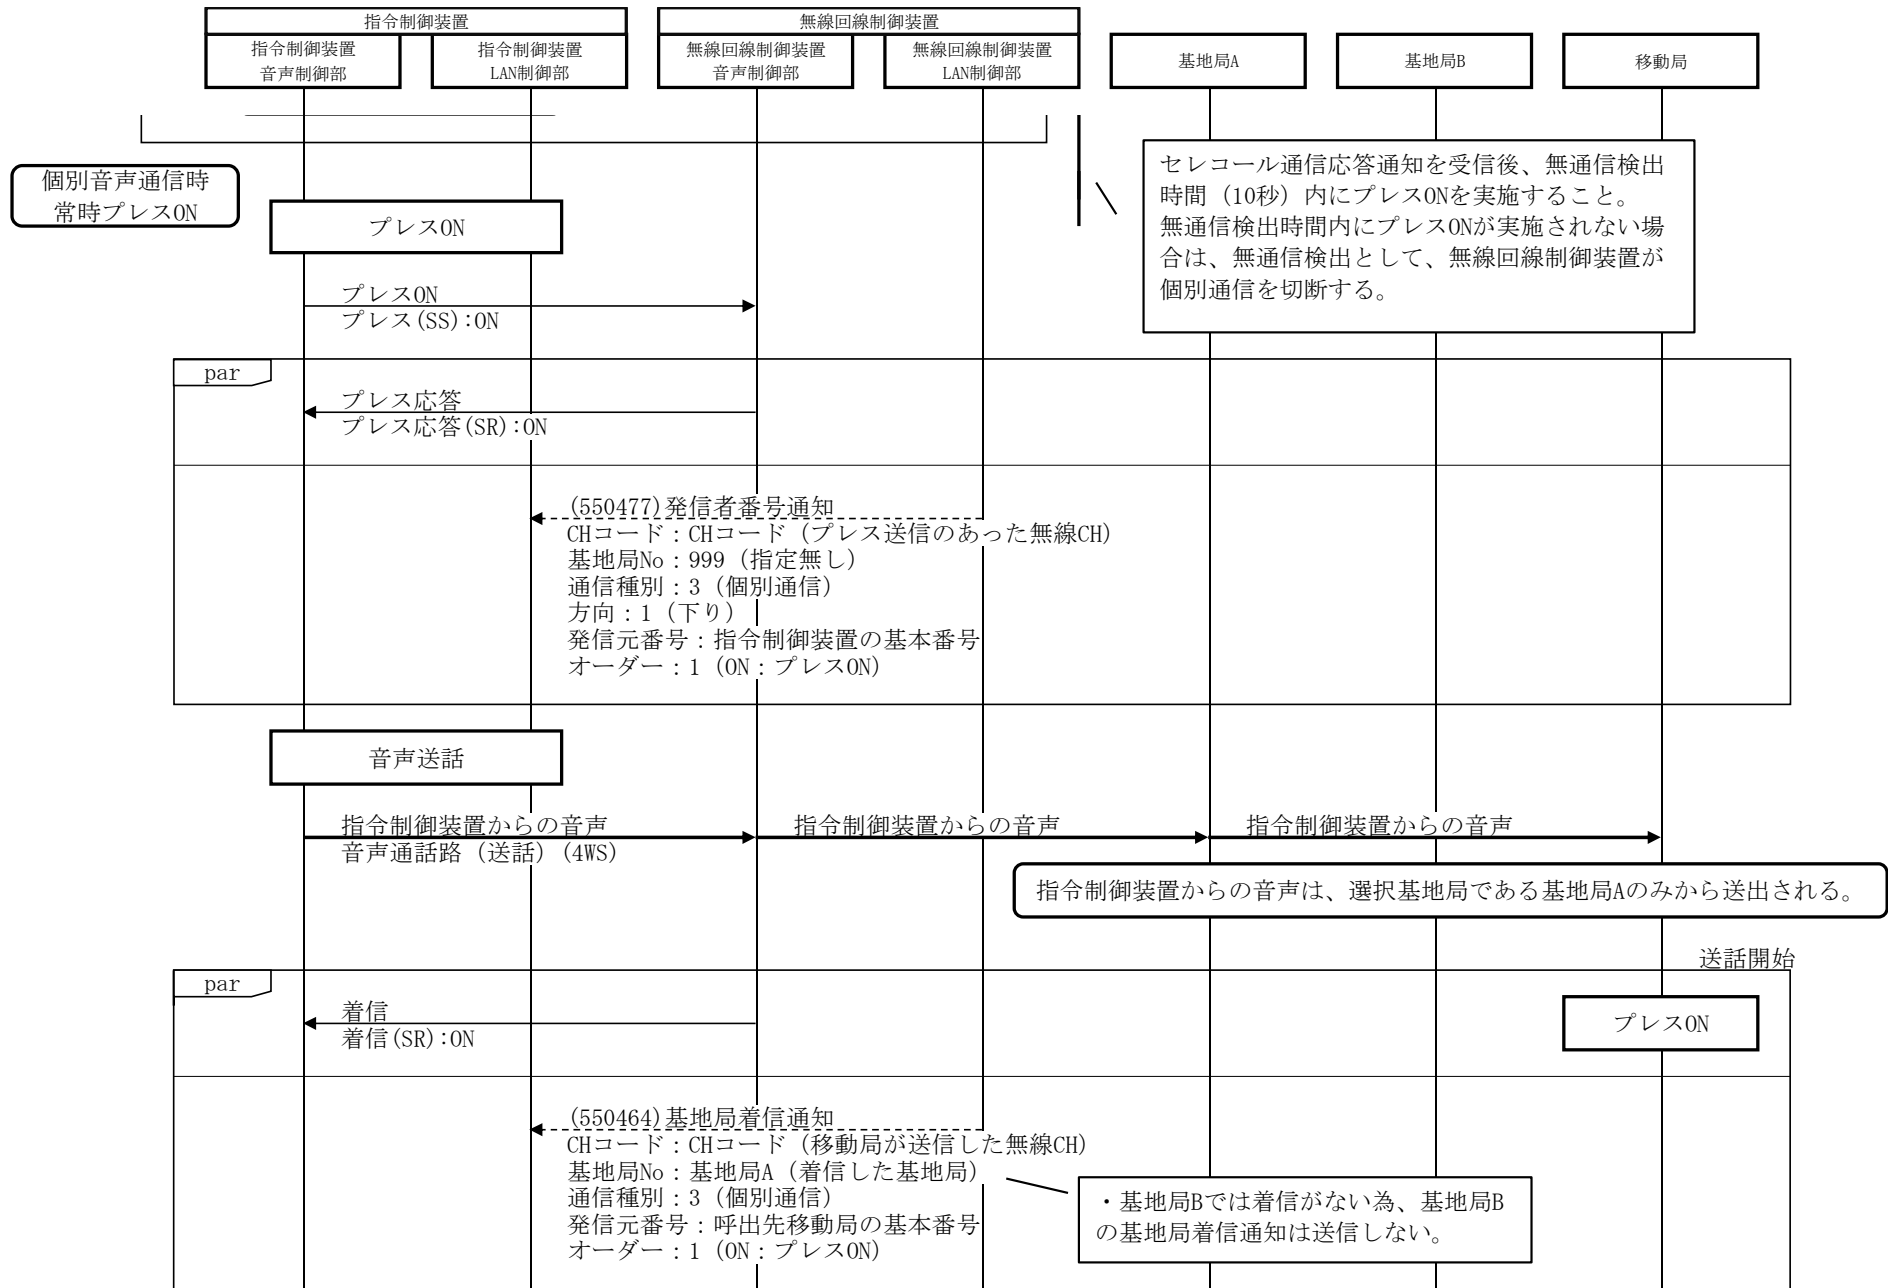 指令制御装置
無線回線制御装置
指令制御装置
音声制御部
指令制御装置
LAN制御部
無線回線制御装置
音声制御部
無線回線制御装置
LAN制御部
基地局A
基地局B
移動局
セレコール通信応答通知を受信後、無通信検出
時間（10秒）内にプレスONを実施すること。
無通信検出時間内にプレスONが実施されない場
合は、無通信検出として、無線回線制御装置が
個別通信を切断する。
個別音声通信時
常時プレスON
プレスON
プレスON
プレス(SS):ON
par
プレス応答
プレス応答(SR):ON
(550477)発信者番号通知
CHコード：CHコード（プレス送信のあった無線CH）
基地局No：999（指定無し）
通信種別：3（個別通信）
方向：1（下り）
発信元番号：指令制御装置の基本番号
オーダー：1（ON：プレスON）
音声送話
指令制御装置からの音声
音声通話路（送話）(4WS)
指令制御装置からの音声
指令制御装置からの音声
指令制御装置からの音声は、選択基地局である基地局Aのみから送出される。
送話開始
par
着信
着信(SR):ON
プレスON
(550464)基地局着信通知
CHコード：CHコード（移動局が送信した無線CH）
基地局No：基地局A（着信した基地局）
通信種別：3（個別通信）
発信元番号：呼出先移動局の基本番号
オーダー：1（ON：プレスON）
・基地局Bでは着信がない為、基地局B
の基地局着信通知は送信しない。